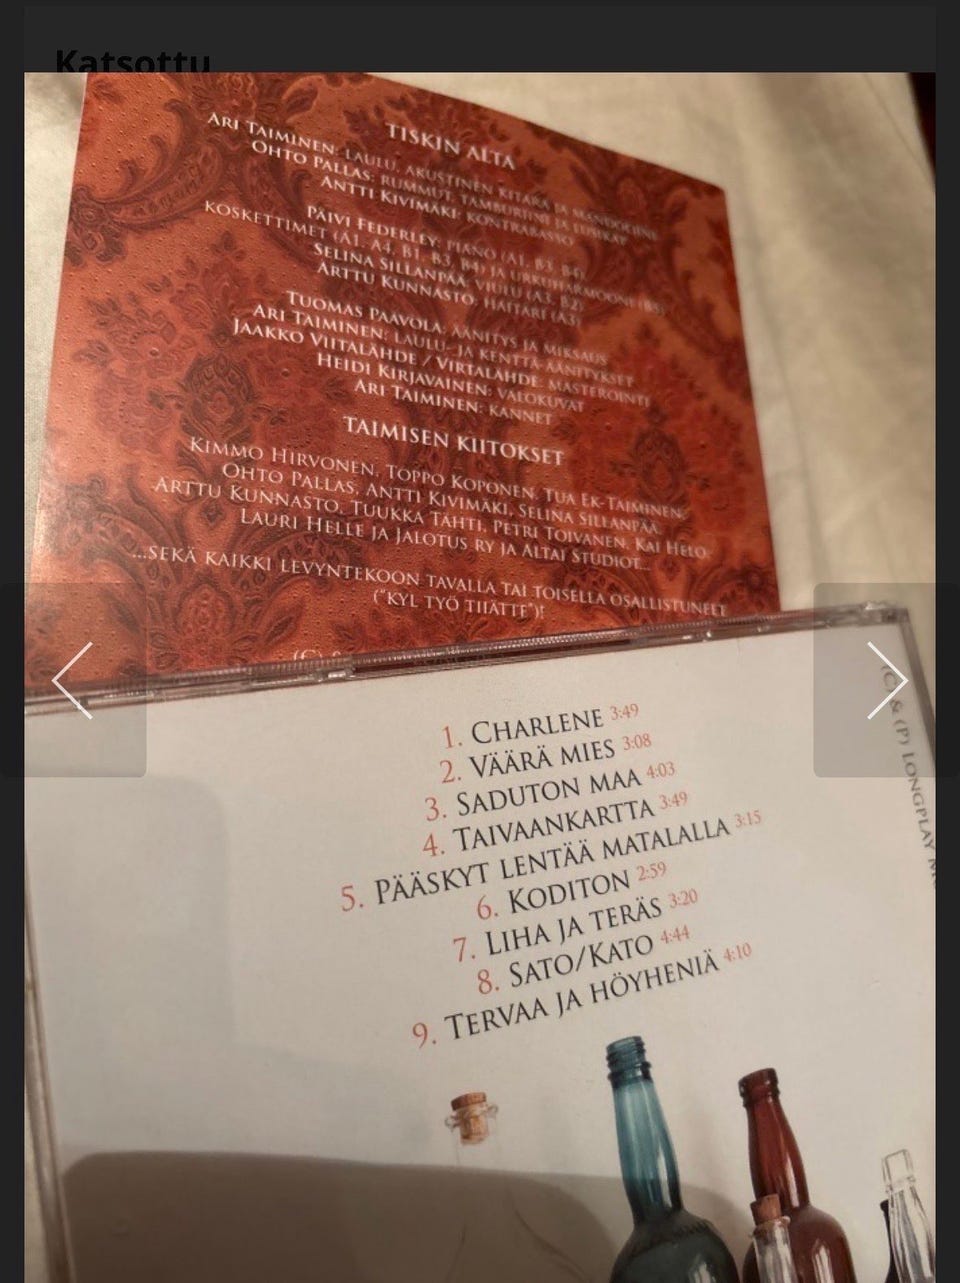 Katsottu
TISKIN ALTA
ARI TAIMINEN: LAULU, AKUSTINEN KITARA JA MANDOLIINI
OHTO PALLAS: RUMMUT, TAMBURIINI JA LUSIKAT
ANTTI KIVIMÄKI: KONTRABASSO
PÄIVI FEDERLEY: PIANO (A1, B3, B4),
KOSKETTIMET (A1, A4, B1, B3, B4) JA URKUHARMOONI (B5)
SELINA SILLANPÄÄ: VIULU (A3, B2)
ARTTU KUNNASTO: HAITARI (A3)
TUOMAS PAAVOLA: ÄÄNITYS JA MIKSAUS
ARI TAIMINEN: LAULU- JA KENTTÄ-ÄÄNITYKSET
JAAKKO VIITALÄHDE / VIRTALÄHDE: MASTEROINTI
HEIDI KIRJAVAINEN: VALOKUVAT
ARI TAIMINEN: KANNET
TAIMISEN KIITOKSET
KIMMO HIRVONEN, TOPPO KOPONEN, TUA EK-TAIMINEN,
OHTO PALLAS, ANTTI KIVIMÄKI, SELINA SILLANPÄÄ,
ARTTU KUNNASTO, TUUKKA TÄHTI, PETRI TOIVANEN, KAI HELO
LAURI HELLE JA JALOTUS RY JA ALTAI STUDIOT...
...SEKÄ KAIKKI LEVYNTEKOON TAVALLA TAI TOISELLA OSALLISTUNEET
("KYL TYÖ TIIÄTTE")!
1. CHARLENE 3:49
2. VÄÄRÄ MIES 3:08
3. SADUTON MAA 4:03
4. TAIVAANKARTTA 3:49
5. PÄÄSKYT LENTÄÄ MATALALLA 3:15
6. KODITON 2:59
7. LIHA JA TERÄS 3:20
8. SATO/KATO 4:44
9. TERVAA JA HÖYHENIÄ 4:10
(C) & (P) LONGPLAY